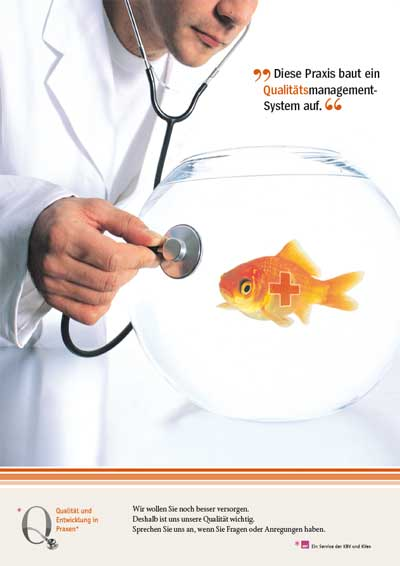 „Diese Praxis baut ein
Qualitätsmanagement-
System auf.“
* Q
Qualität und
Entwicklung in
Praxen*
Wir wollen Sie noch besser versorgen.
Deshalb ist uns unsere Qualität wichtig.
Sprechen Sie uns an, wenn Sie Fragen oder Anregungen haben.
* Ein Service der KBV und KVen